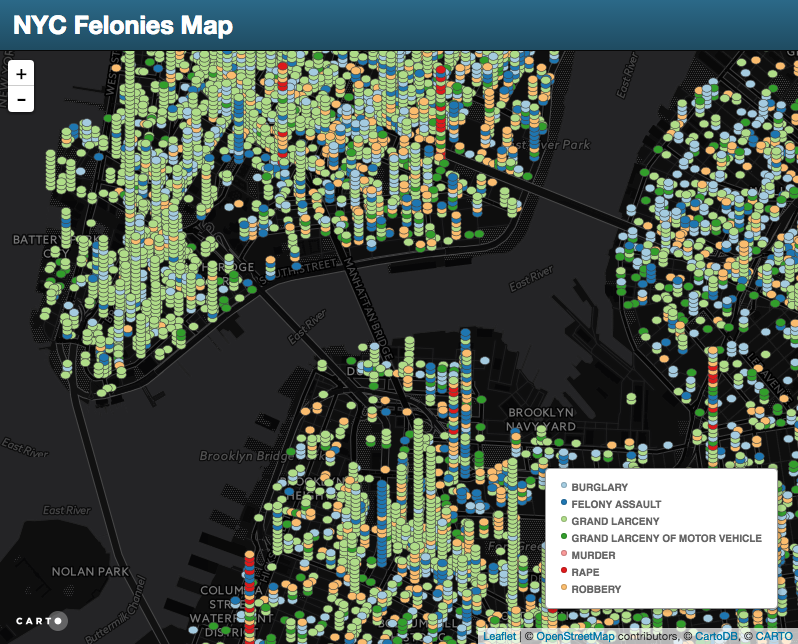 NYC Felonies Map
+
-
East River
East River Park
SOUTH STREET
MANHATTAN BRIDGE
East River
East River
BROOKLYN
NAVY YARD
Brooklyn Bridge
East River
East River
NOLAN PARK
Buttermilk Channel
COLUMBIA
WATERFRONT
DISTRICT
BURGLARY
FELONY ASSAULT
GRAND LARCENY
GRAND LARCENY OF MOTOR VEHICLE
MURDER
RAPE
ROBBERY
CARTO
Leaflet | © OpenStreetMap contributors, © CartoDB, © CARTO